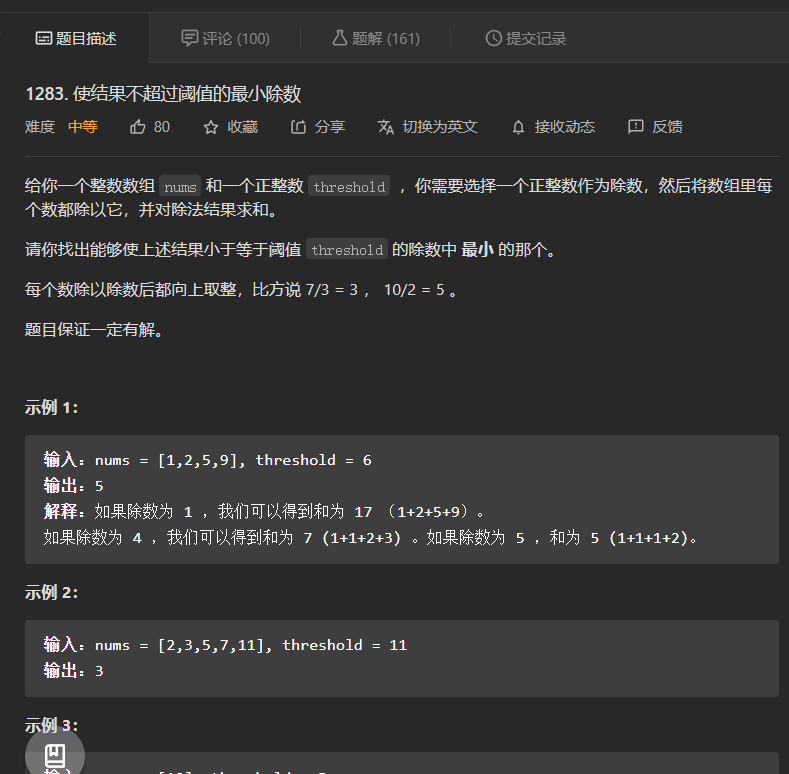 题目描述 评论 (100) 题解 (161) 提交记录
1283. 使结果不超过阈值的最小除数
难度 中等 80 收藏 分享 切换为英文 接收动态 反馈
给你一个整数数组 nums 和一个正整数 threshold ，你需要选择一个正整数作为除数，然后将数组里每
个数都除以它，并对除法结果求和。
请你找出能够使上述结果小于等于阈值 threshold 的除数中 最小 的那个。
每个数除以除数后都向上取整，比方说 7/3 = 3 ， 10/2 = 5 。
题目保证一定有解。
示例 1：
输入：nums = [1,2,5,9], threshold = 6
输出：5
解释：如果除数为 1 ，我们可以得到和为 17 （1+2+5+9）。
如果除数为 4 ，我们可以得到和为 7 (1+1+2+3) 。如果除数为 5 ，和为 5 (1+1+1+2)。
示例 2：
输入：nums = [2,3,5,7,11], threshold = 11
输出：3
示例 3：